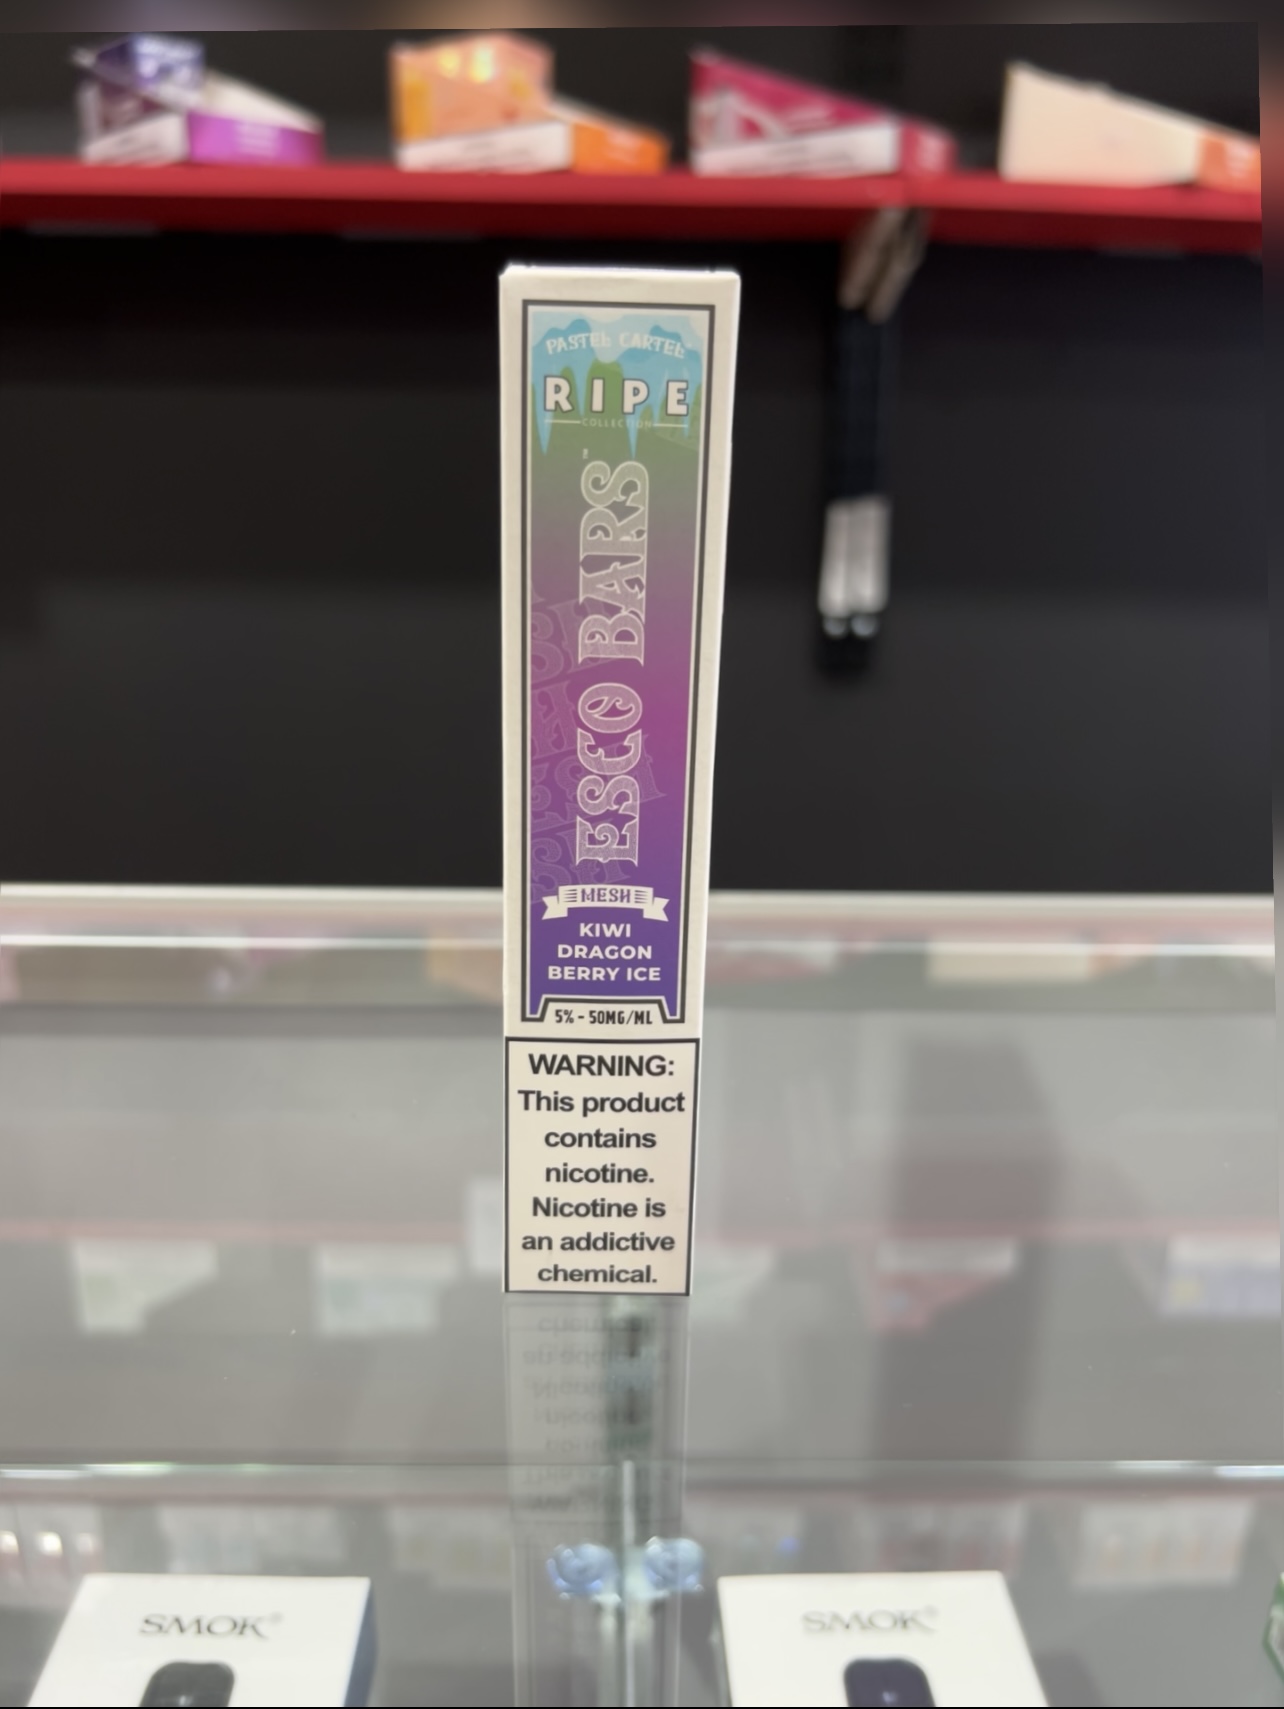 PASTEL CARTEL
RIPE
COLLECTION
ESCO BARS™
MESH
KIWI
DRAGON
BERRY ICE
5% - 50MG/ML
WARNING:
This product
contains
nicotine.
Nicotine is
an addictive
chemical.
SMOK® SMOK®